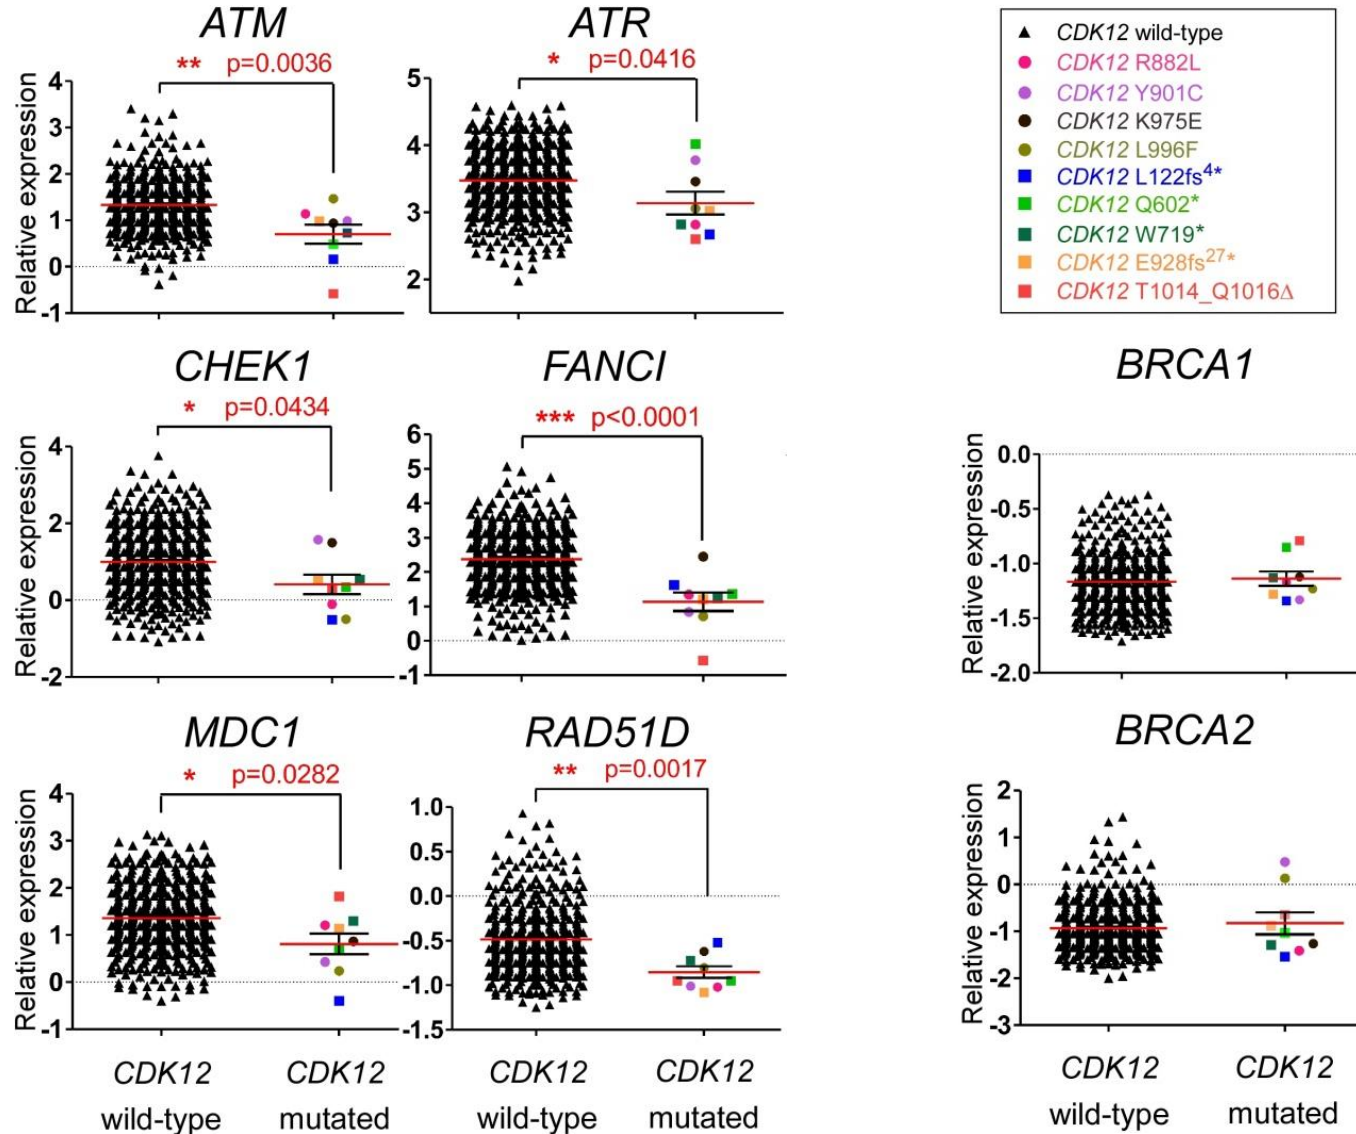 ATM
** p=0.0036
Relative expression
4
3
2
1
0
-1
ATR
* p=0.0416
5
4
3
2
▲ CDK12 wild-type
CDK12 R882L
CDK12 Y901C
CDK12 K975E
CDK12 L996F
CDK12 L122fs4*
CDK12 Q602*
CDK12 W719*
CDK12 E928fs27*
CDK12 T1014_Q1016Δ
CHEK1
* p=0.0434
Relative expression
4
2
0
-2
FANCI
*** p<0.0001
6
5
4
3
2
1
0
-1
BRCA1
Relative expression
0.0
-0.5
-1.0
-1.5
-2.0
MDC1
* p=0.0282
Relative expression
4
3
2
1
0
-1
CDK12
wild-type
CDK12
mutated
RAD51D
** p=0.0017
1.0
0.5
0.0
-0.5
-1.0
-1.5
CDK12
wild-type
CDK12
mutated
BRCA2
Relative expression
2
1
0
-1
-2
-3
CDK12
wild-type
CDK12
mutated